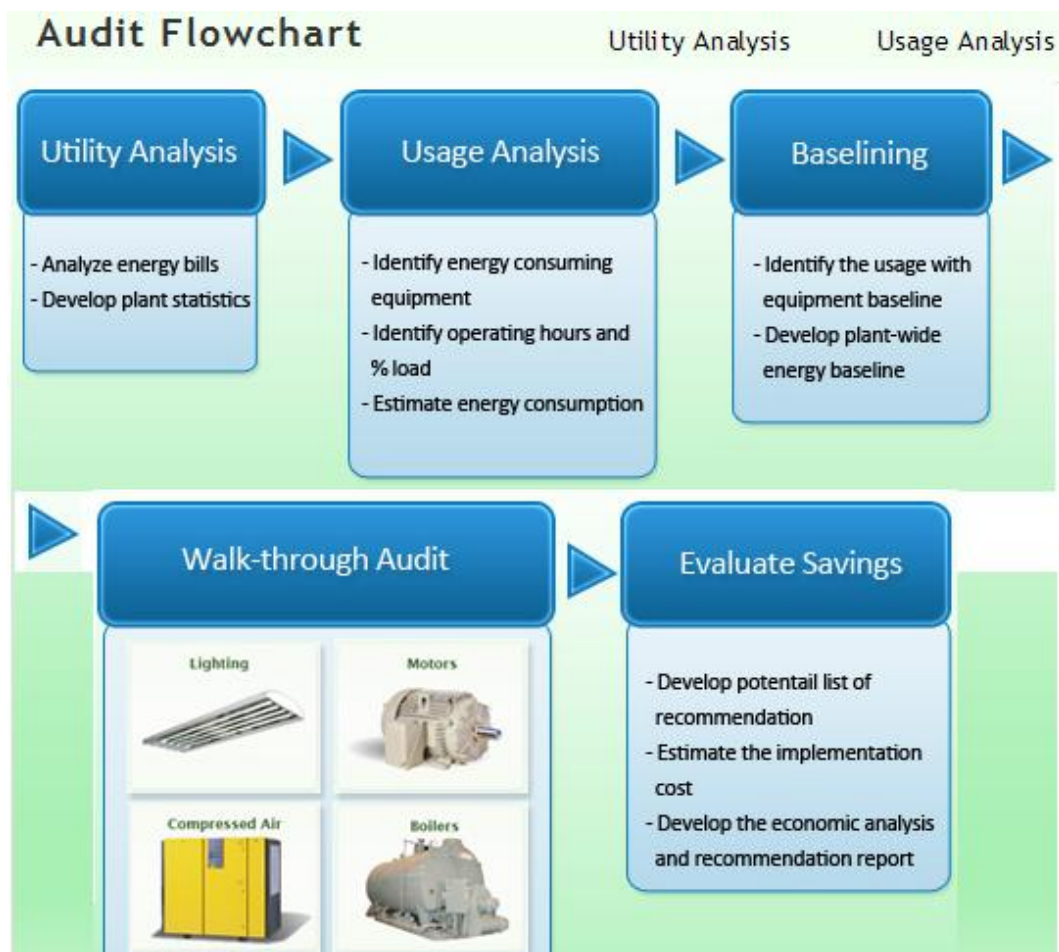 Audit Flowchart
Utility Analysis
Usage Analysis
Utility Analysis
- Analyze energy bills
- Develop plant statistics
Usage Analysis
- Identify energy consuming
equipment
- Identify operating hours and
% load
- Estimate energy consumption
Baselining
- Identify the usage with
equipment baseline
- Develop plant-wide
energy baseline
Walk-through Audit
Lighting
Motors
Compressed Air
Boilers
Evaluate Savings
- Develop potentail list of
recommendation
- Estimate the implementation
cost
- Develop the economic analysis
and recommendation report